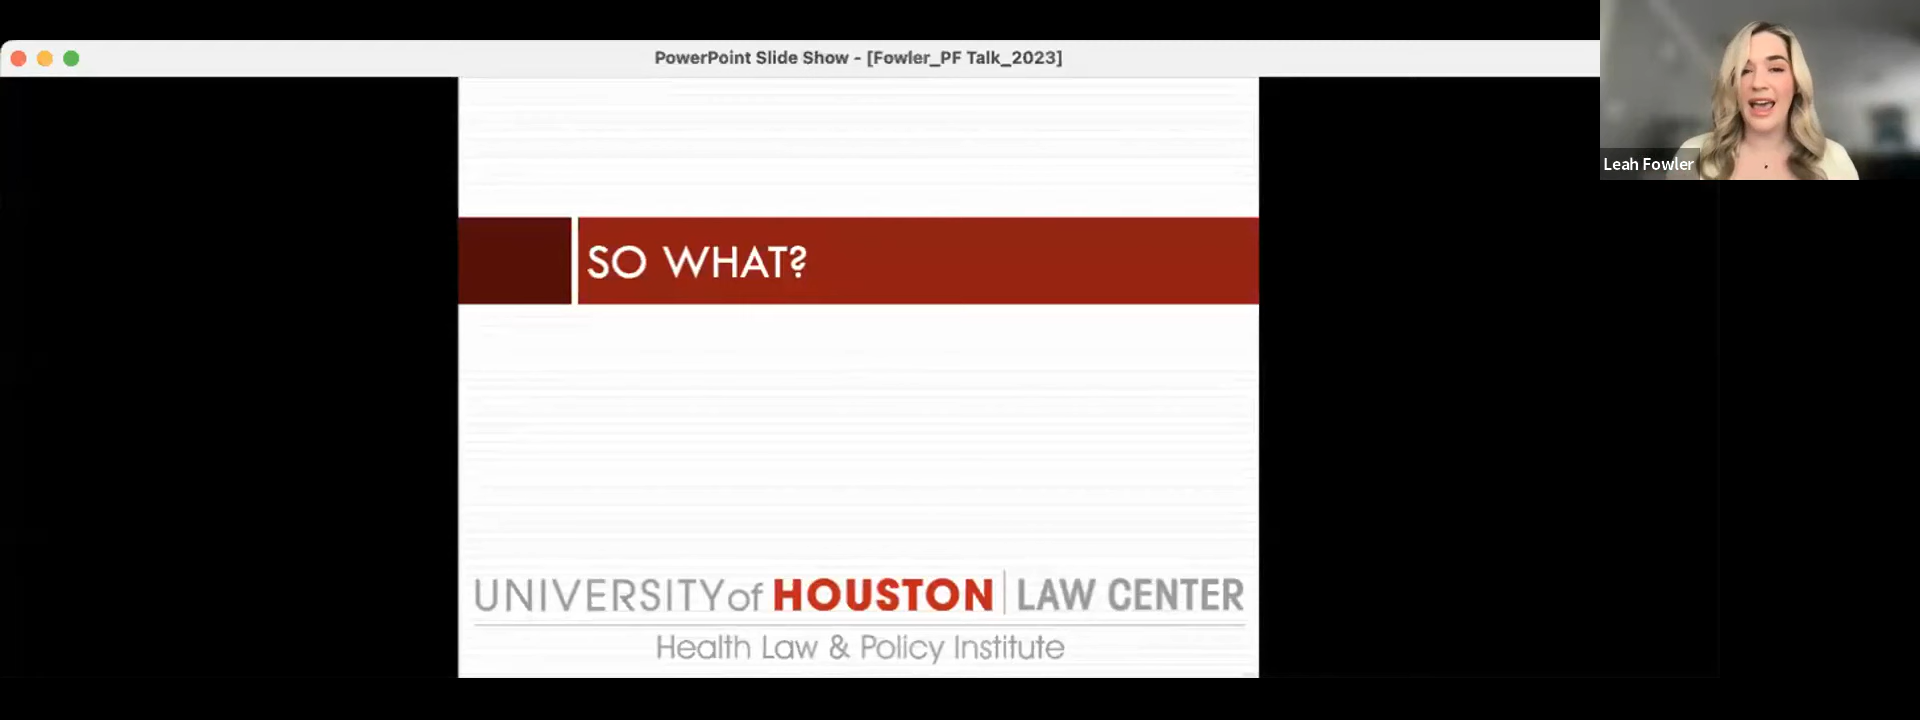 PowerPoint Slide Show - [Fowler_PF Talk_2023]
Leah Fowler
SO WHAT?
UNIVERSITY of HOUSTON | LAW CENTER
Health Law & Policy Institute